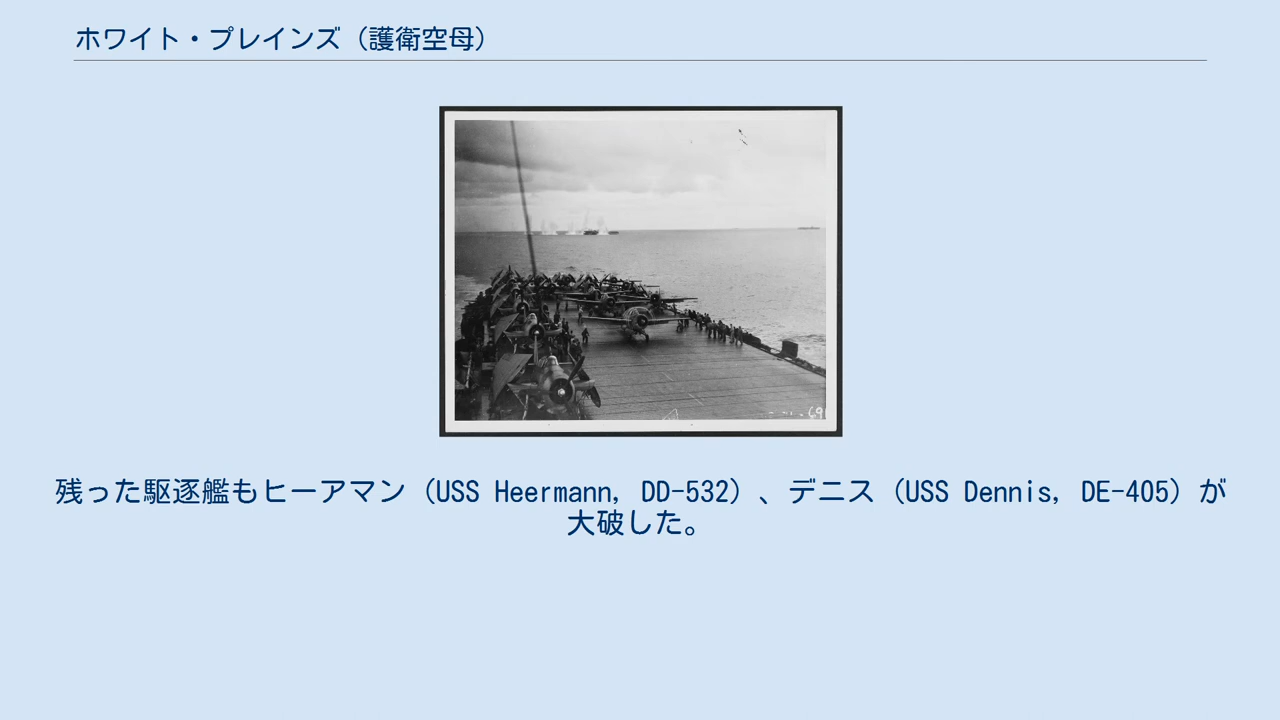 ホワイト・プレインズ（護衛空母）
残った駆逐艦もヒーアマン（USS Heermann, DD-532）、デニス（USS Dennis, DE-405）が
大破した。